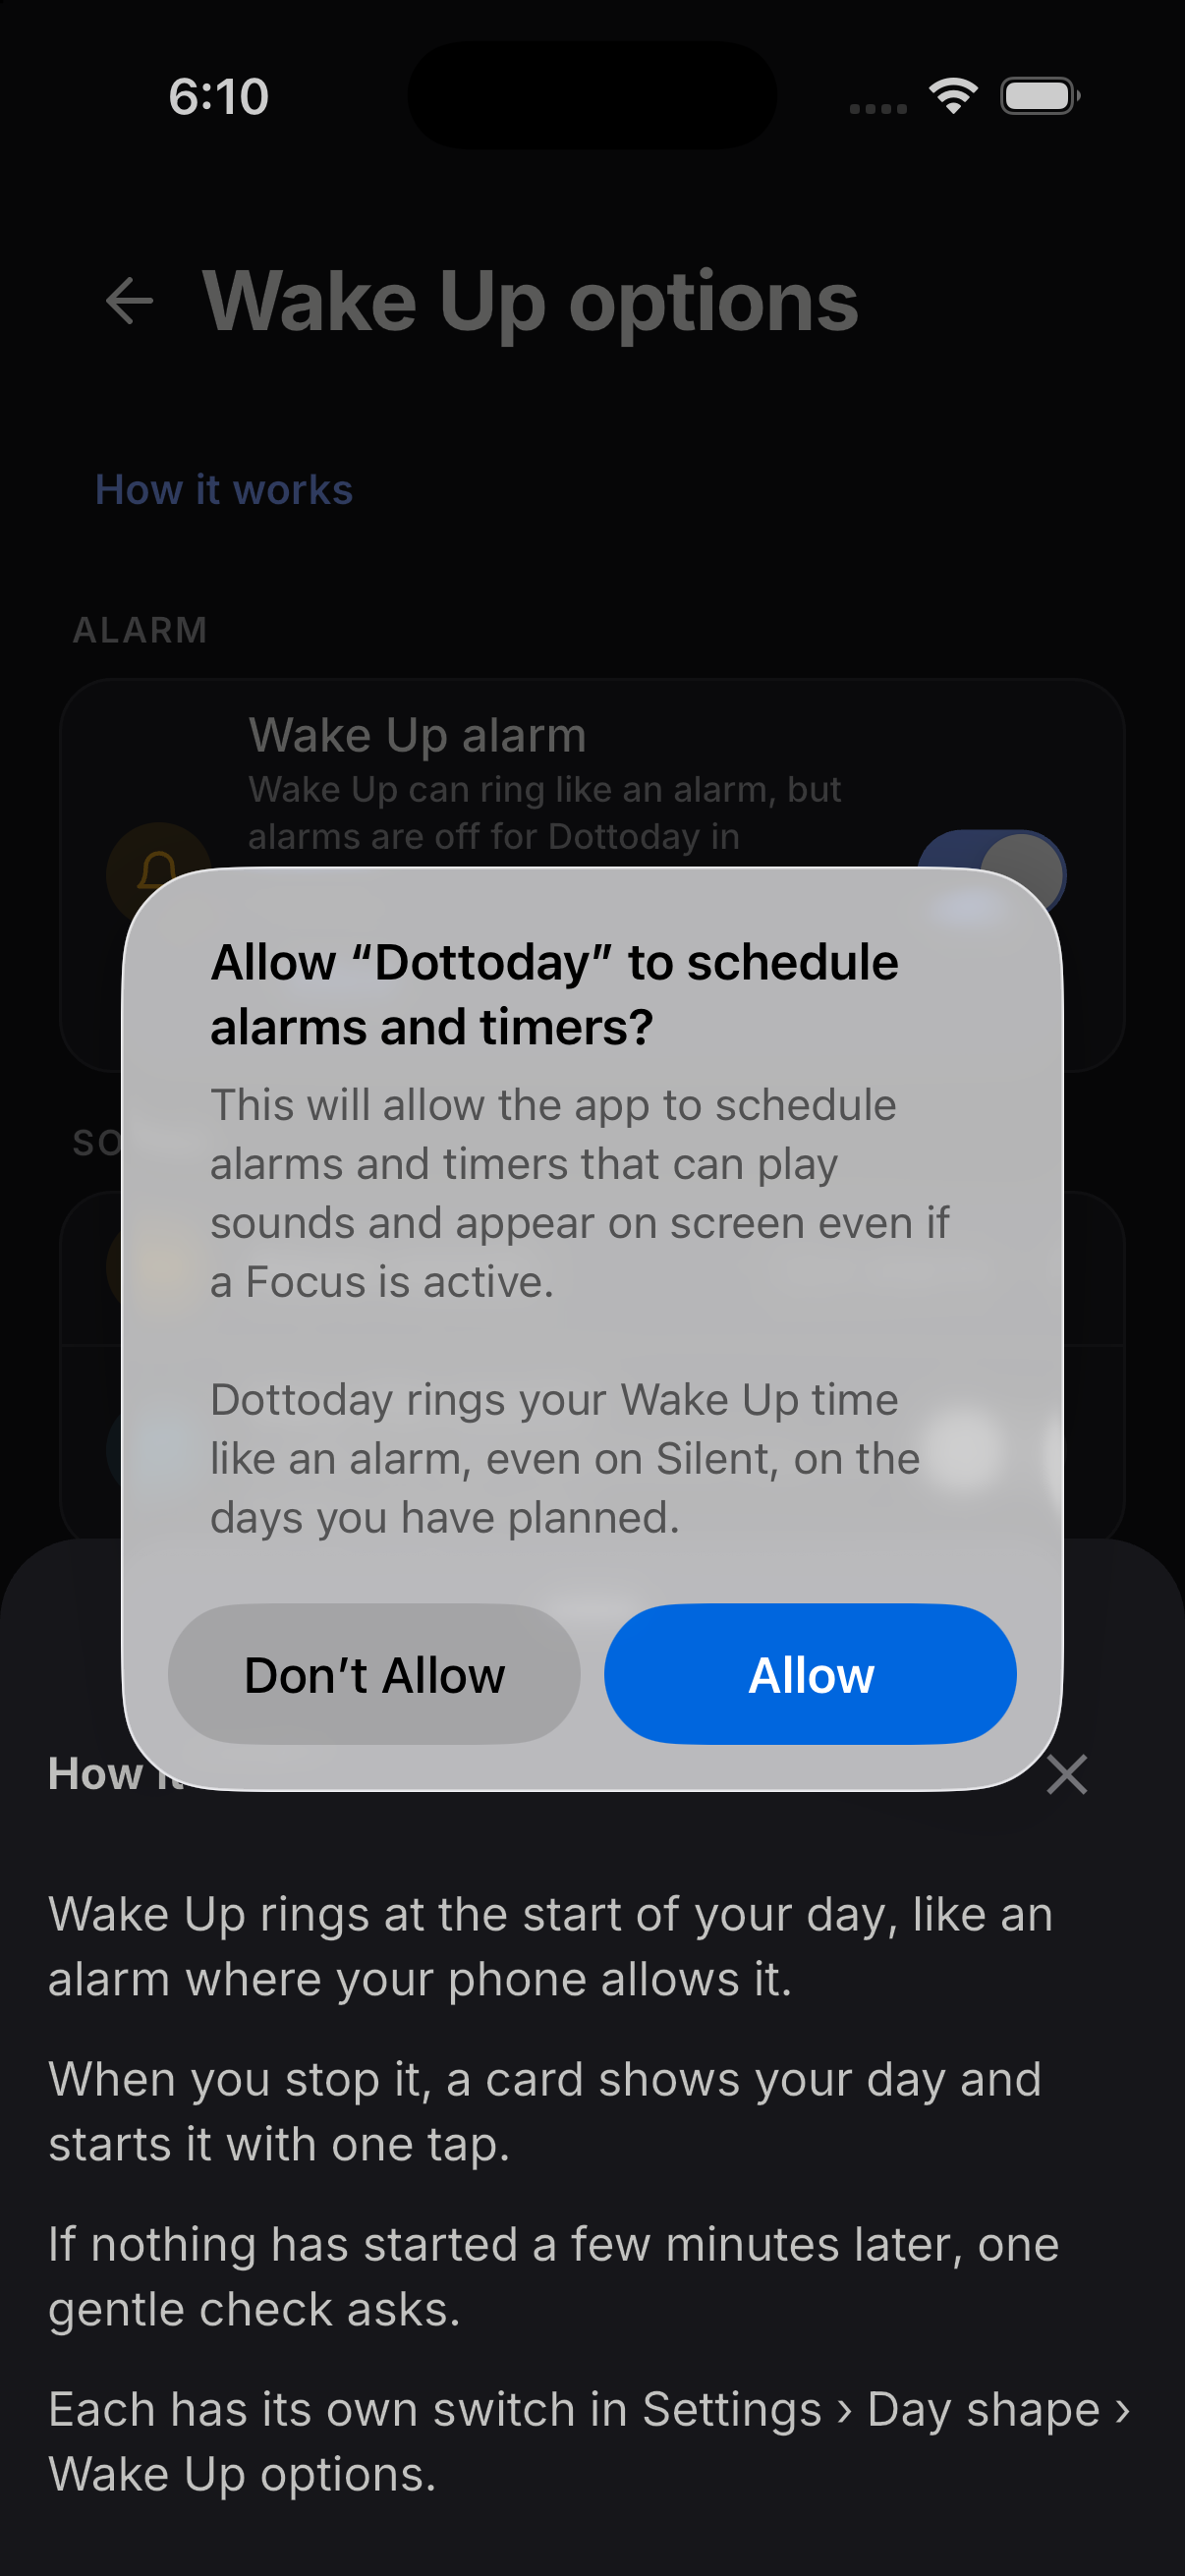 6:10
Wake Up options
How it works
ALARM
Wake Up alarm
Wake Up can ring like an alarm, but
alarms are off for Dottoday in
Allow “Dottoday” to schedule
alarms and timers?
This will allow the app to schedule
alarms and timers that can play
sounds and appear on screen even if
a Focus is active.
Dottoday rings your Wake Up time
like an alarm, even on Silent, on the
days you have planned.
Don’t Allow
Allow
How it
Wake Up rings at the start of your day, like an
alarm where your phone allows it.
When you stop it, a card shows your day and
starts it with one tap.
If nothing has started a few minutes later, one
gentle check asks.
Each has its own switch in Settings › Day shape ›
Wake Up options.